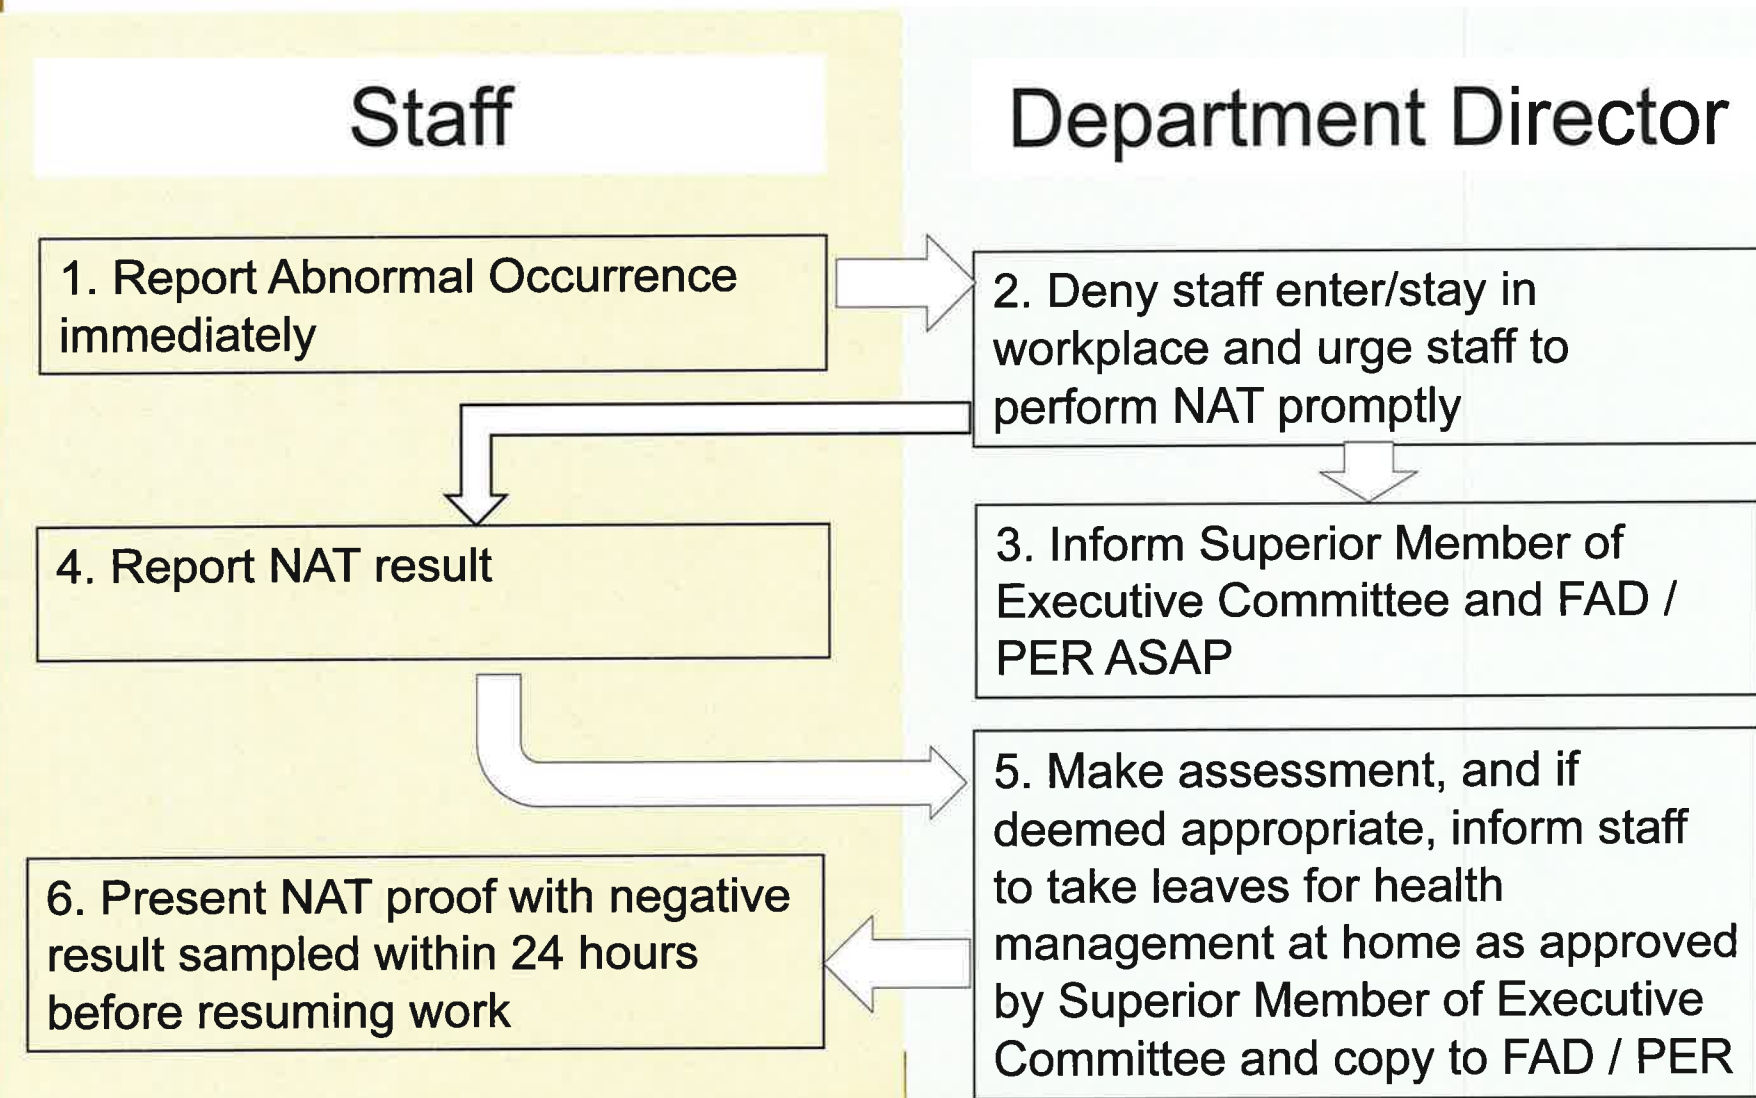 Staff
Department Director
1. Report Abnormal Occurrence
immediately
2. Deny staff enter/stay in
workplace and urge staff to
perform NAT promptly
3. Inform Superior Member of
Executive Committee and FAD /
PER ASAP
4. Report NAT result
5. Make assessment, and if
deemed appropriate, inform staff
to take leaves for health
management at home as approved
by Superior Member of Executive
Committee and copy to FAD / PER
6. Present NAT proof with negative
result sampled within 24 hours
before resuming work